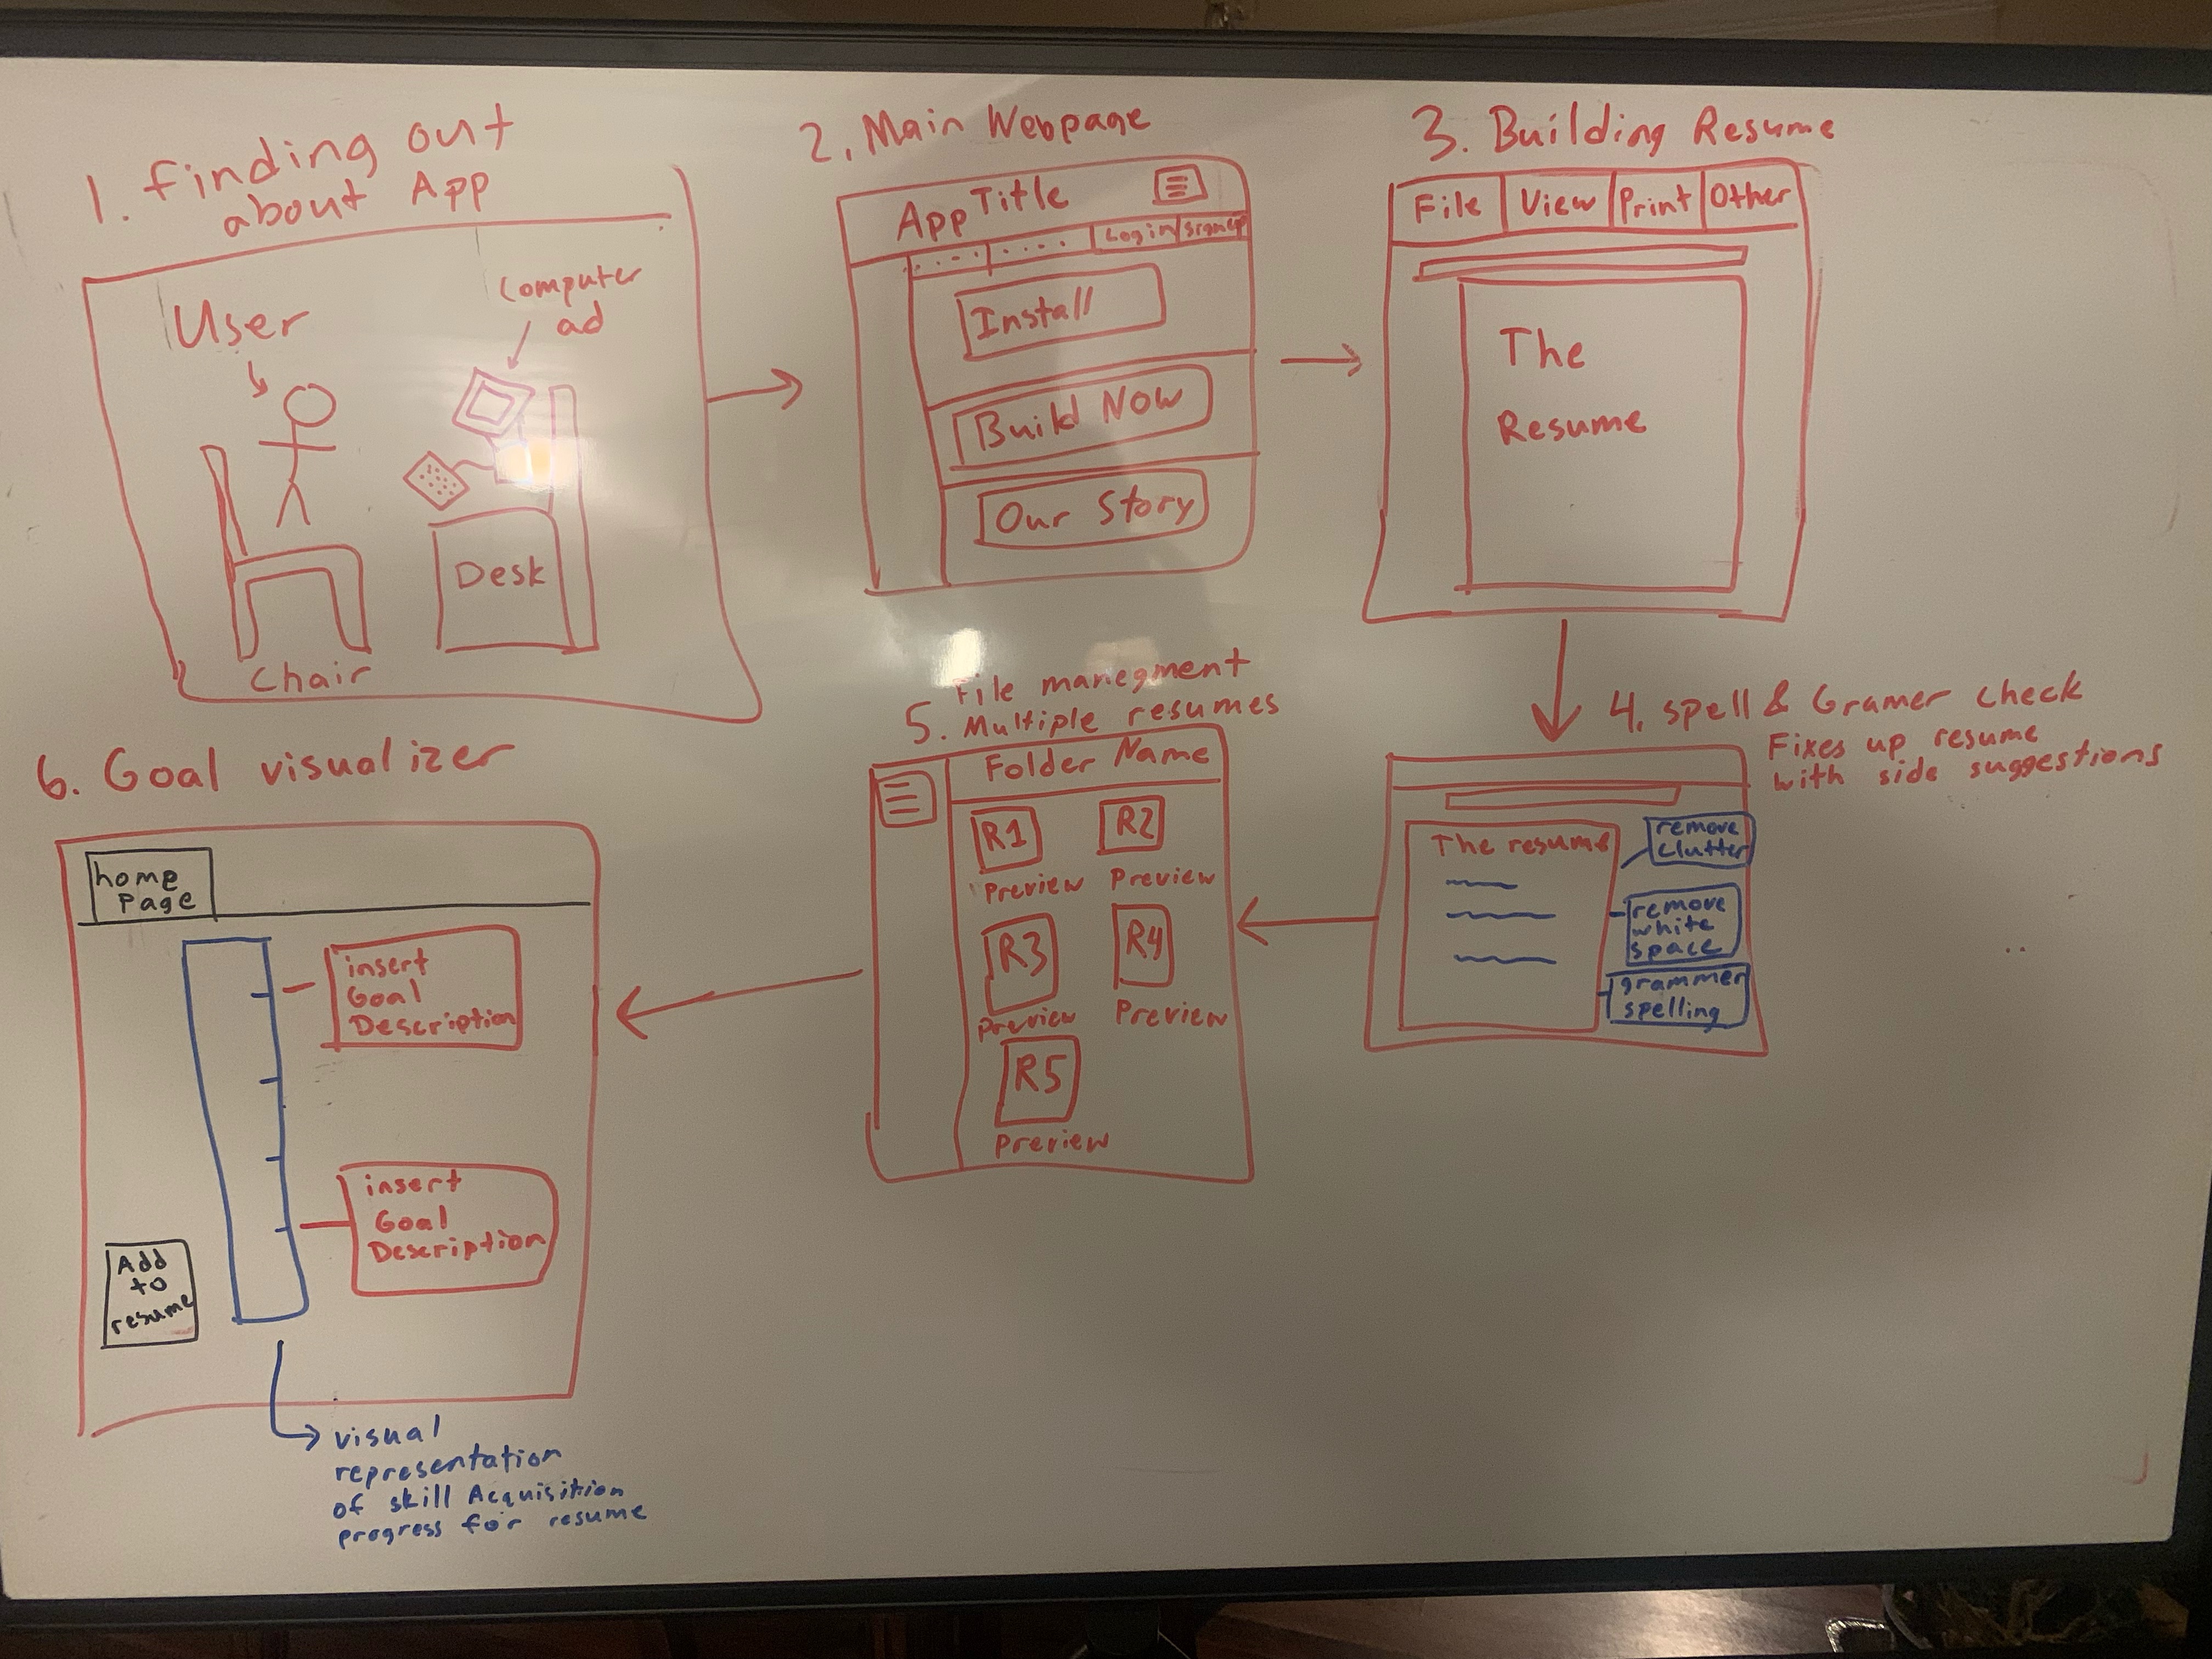 1. Finding out
about App
User
Computer
ad
Desk
Chair
2. Main Webpage
App Title
Login
Signup
Install
Build Now
Our Story
3. Building Resume
File
View
Print
Other
The
Resume
4. Spell & Gramer Check
Fixes up resume
with side suggestions
The resume
remove
clutter
remove
white
space
grammer
spelling
5. File manegment
Multiple resumes
Folder Name
R1
R2
Preview
Preview
R3
R4
Preview
Preview
R5
Preview
6. Goal visualizer
home
Page
insert
Goal
Description
insert
Goal
Description
Add
to
resume
visual
representation
of skill Acquisition
progress for resume